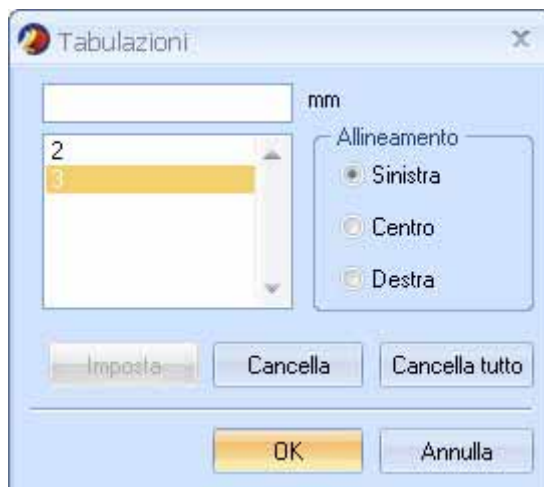 Tabulazioni
mm
2
3
Allineamento
Sinistra
Centro
Destra
Imposta
Cancella
Cancella tutto
OK
Annulla